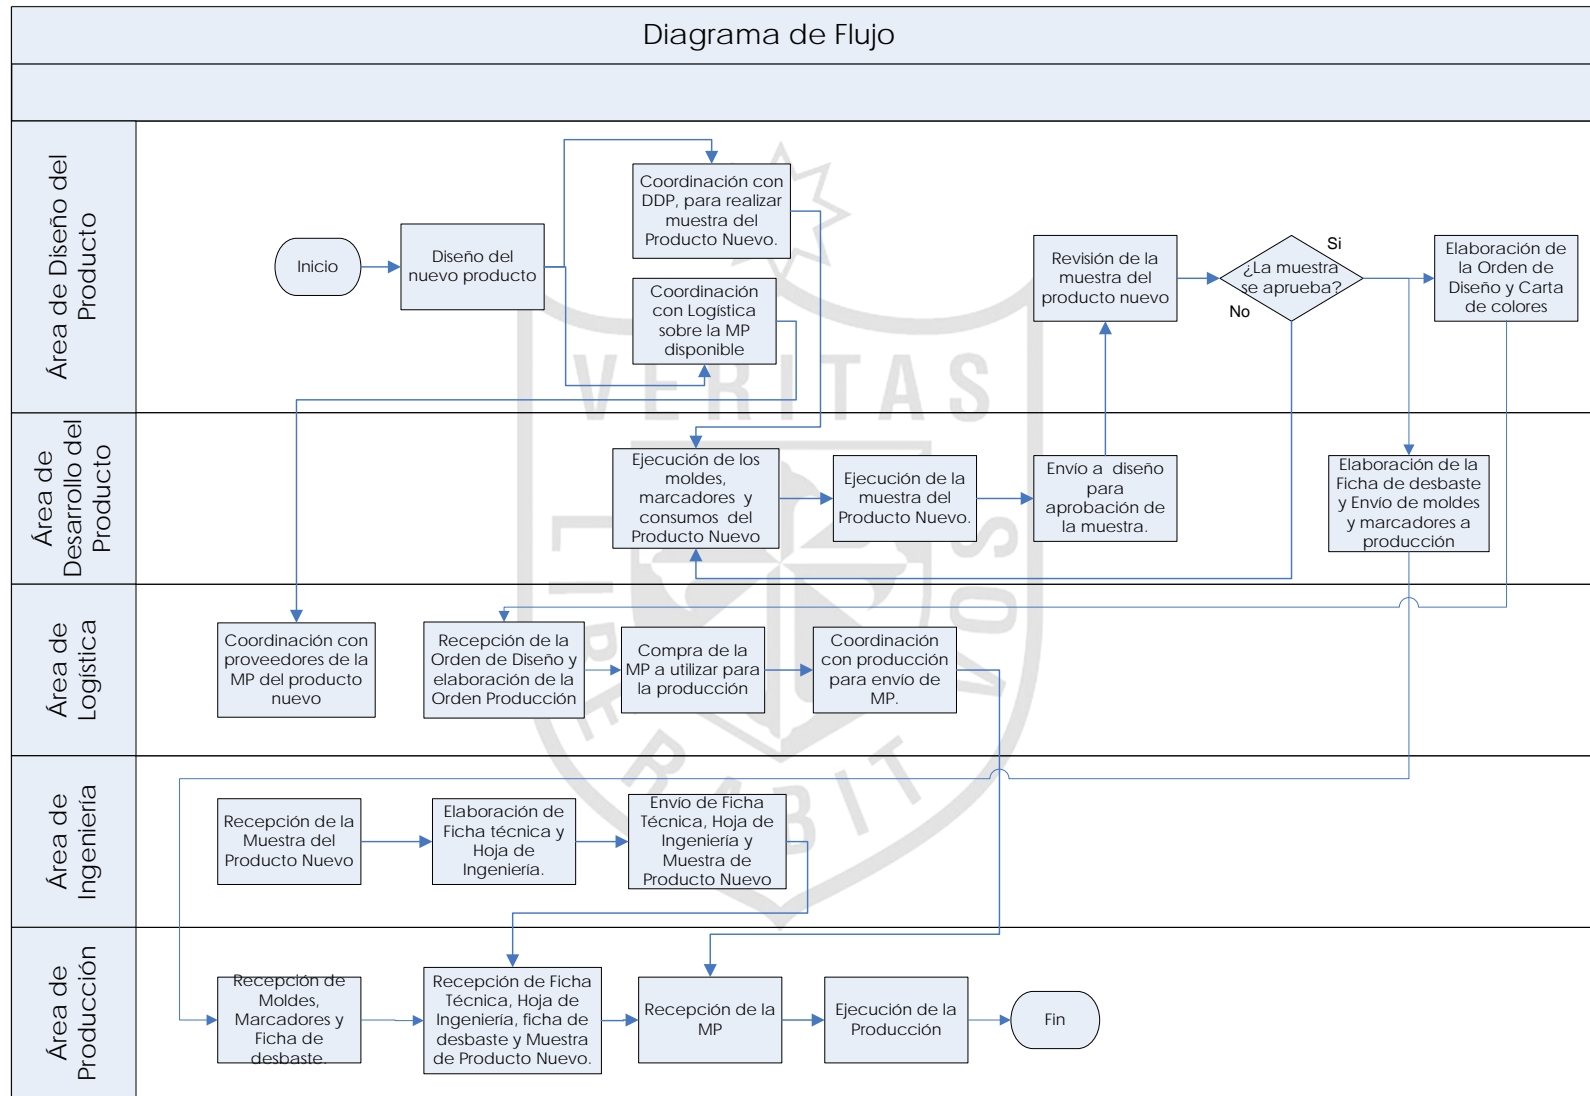 Diagrama de Flujo
Área de Diseño del
Producto
Inicio
Diseño del
nuevo producto
Coordinación con
DDP, para realizar
muestra del
Producto Nuevo.
Coordinación
con Logística
sobre la MP
disponible
Revisión de la
muestra del
producto nuevo
¿La muestra
se aprueba?
Si
No
Elaboración de
la Orden de
Diseño y Carta
de colores
Área de
Desarrollo del
Producto
Ejecución de los
moldes,
marcadores y
consumos del
Producto Nuevo
Ejecución de la
muestra del
Producto Nuevo.
Envío a diseño
para
aprobación de
la muestra.
Elaboración de la
Ficha de desbaste
y Envío de moldes
y marcadores a
producción
Área de
Logística
Coordinación con
proveedores de la
MP del producto
nuevo
Recepción de la
Orden de Diseño y
elaboración de la
Orden Producción
Compra de la
MP a utilizar para
la producción
Coordinación
con producción
para envío de
MP.
Área de
Ingeniería
Recepción de la
Muestra del
Producto Nuevo
Elaboración de
Ficha técnica y
Hoja de
Ingeniería.
Envío de Ficha
Técnica, Hoja de
Ingeniería y
Muestra de
Producto Nuevo
Área de
Producción
Recepción de
Moldes,
Marcadores y
Ficha de
desbaste.
Recepción de Ficha
Técnica, Hoja de
Ingeniería, ficha de
desbaste y Muestra
de Producto Nuevo.
Recepción de la
MP
Ejecución de la
Producción
Fin
VERITAS
LIBERABIT VOS